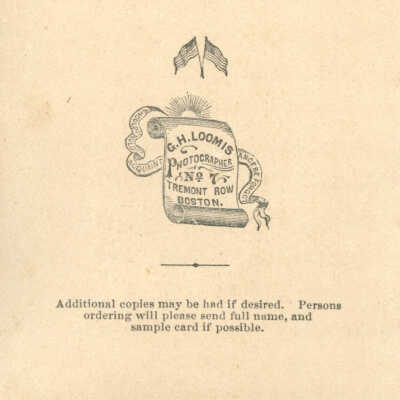 G.H. LOOMIS
PHOTOGRAPHER
No 7
TREMONT ROW
BOSTON.
Additional copies may be had if desired. Persons
ordering will please send full name, and
sample card if possible.